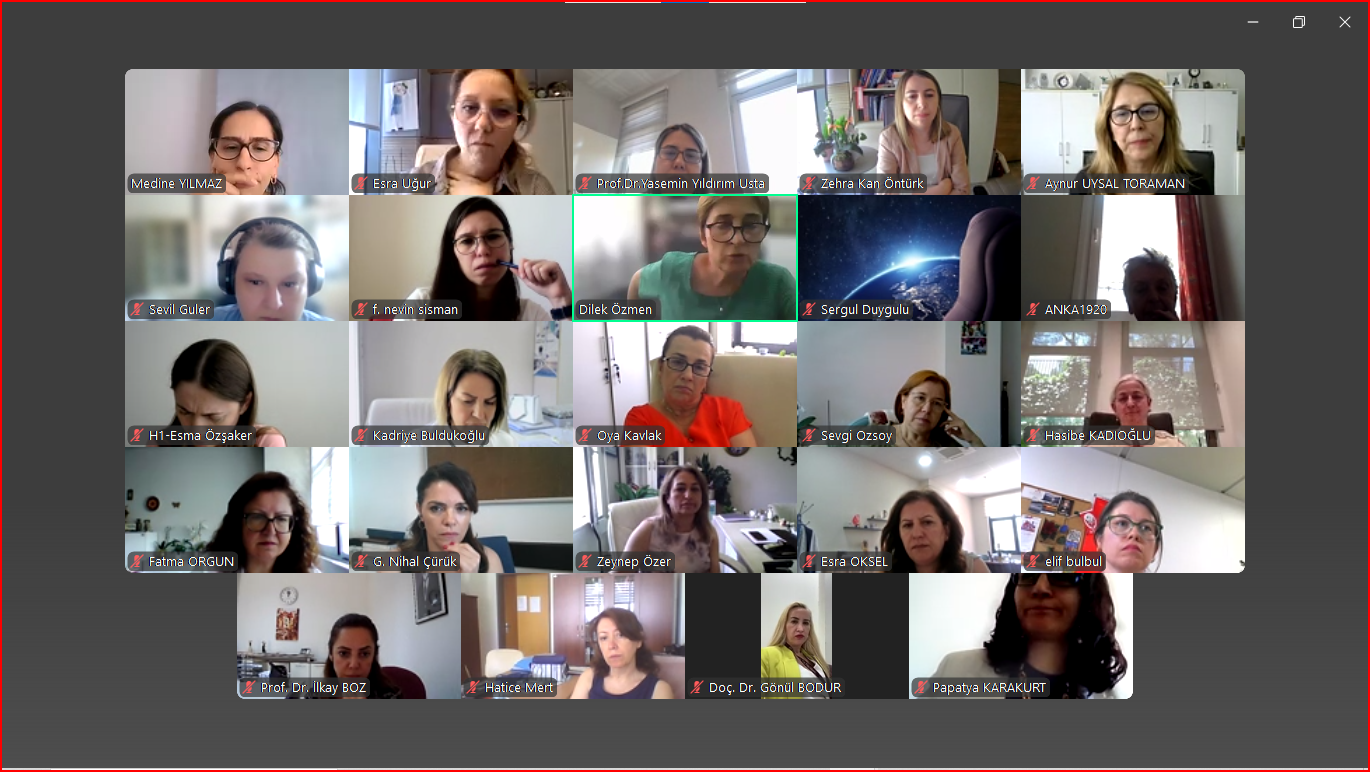 Medine YILMAZ
Esra Uğur
Prof.Dr.Yasemin Yıldırım Usta
Zehra Kan Öntürk
Aynur UYSAL TORAMAN
Sevil Guler
f. nevin sisman
Dilek Özmen
Sergul Duygulu
ANKA1920
H1-Esma Özşaker
Kadriye Buldukoğlu
Oya Kavlak
Sevgi Ozsoy
Hasibe KADIOĞLU
Fatma ORGUN
G. Nihal Çürük
Zeynep Özer
Esra OKSEL
elif bulbul
Prof. Dr. İlkay BOZ
Hatice Mert
Doç. Dr. Gönül BODUR
Papatya KARAKURT